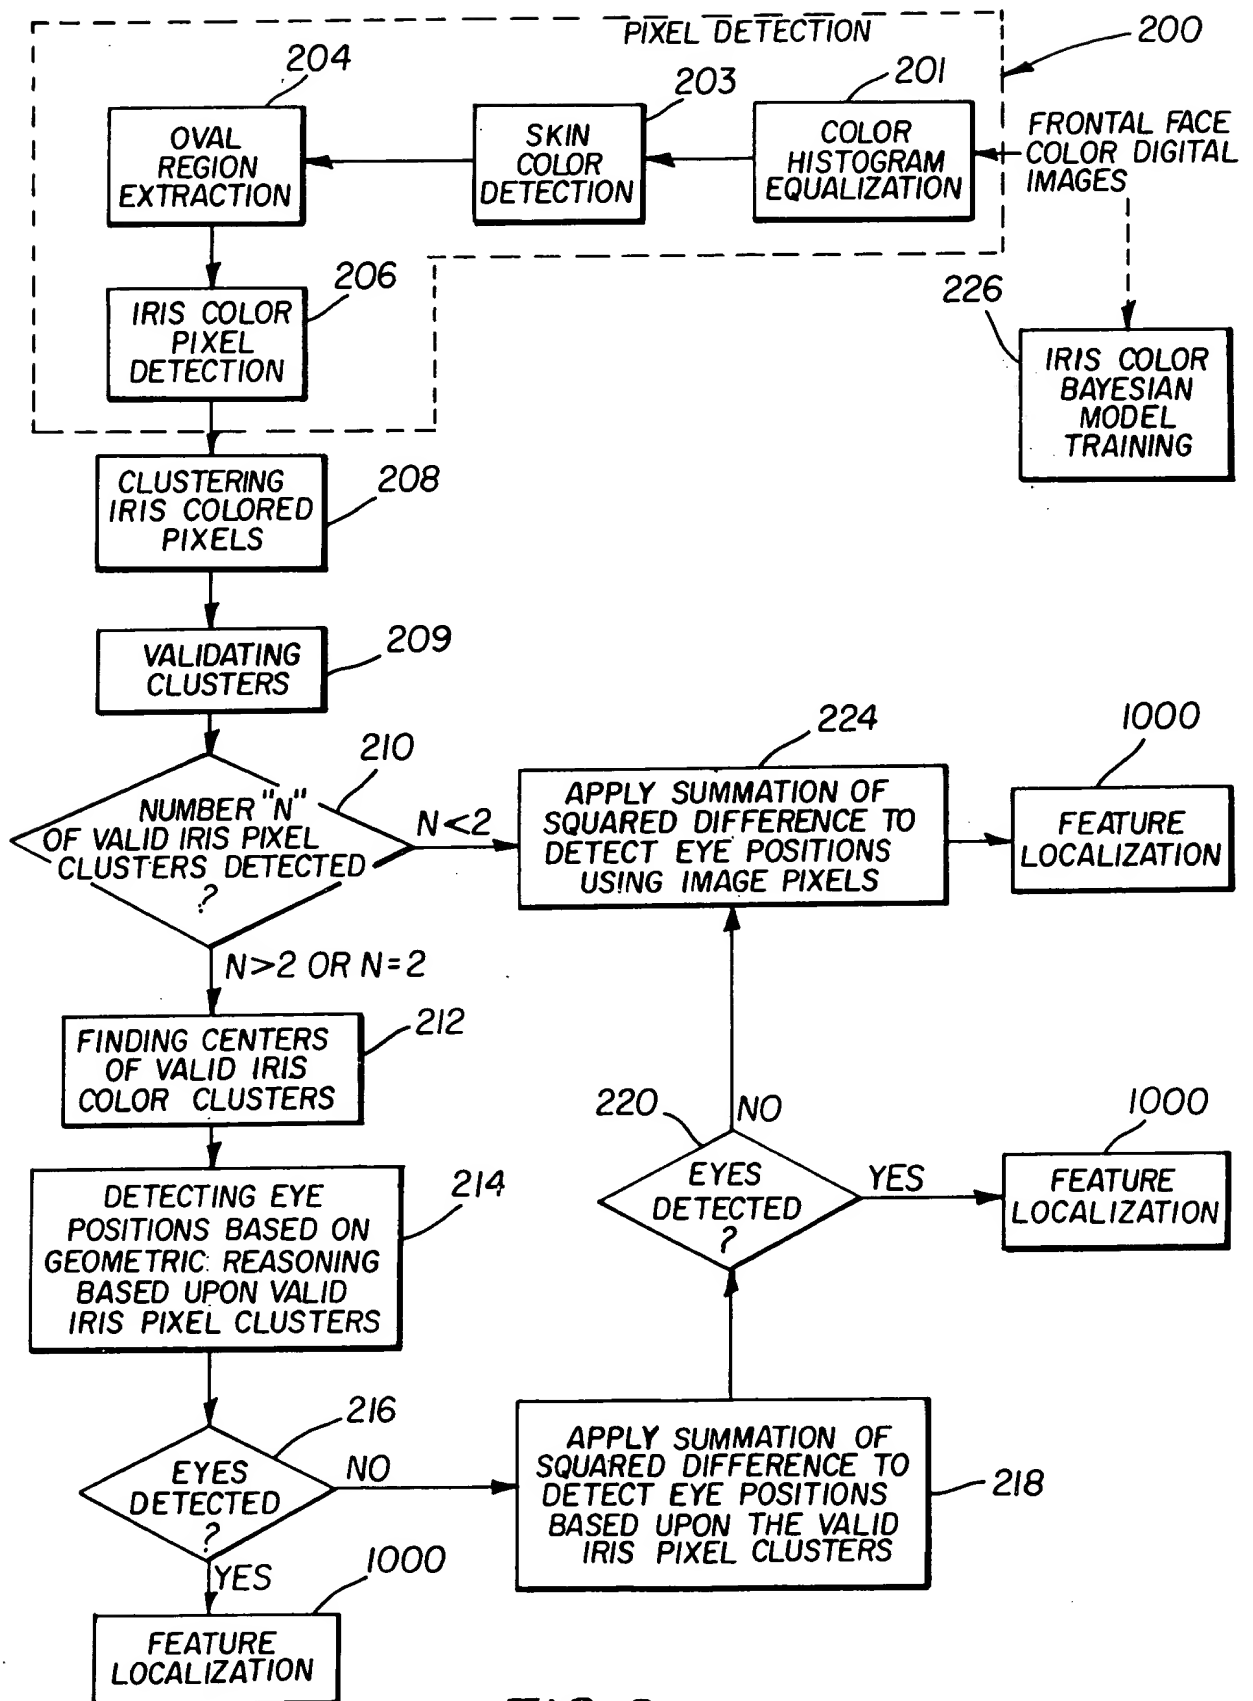 PIXEL DETECTION
200
204
203
201
OVAL
REGION
EXTRACTION
SKIN
COLOR
DETECTION
COLOR
HISTOGRAM
EQUALIZATION
FRONTAL FACE
COLOR DIGITAL
IMAGES
206
IRIS COLOR
PIXEL
DETECTION
226
IRIS COLOR
BAYESIAN
MODEL
TRAINING
CLUSTERING
IRIS COLORED
PIXELS
208
VALIDATING
CLUSTERS
209
210
NUMBER "N"
OF VALID IRIS PIXEL
CLUSTERS DETECTED
?
N<2
224
APPLY SUMMATION OF
SQUARED DIFFERENCE TO
DETECT EYE POSITIONS
USING IMAGE PIXELS
1000
FEATURE
LOCALIZATION
N>2 OR N=2
FINDING CENTERS
OF VALID IRIS
COLOR CLUSTERS
212
220
NO
EYES
DETECTED
?
YES
1000
FEATURE
LOCALIZATION
DETECTING EYE
POSITIONS BASED ON
GEOMETRIC REASONING
BASED UPON VALID
IRIS PIXEL CLUSTERS
214
216
EYES
DETECTED
?
NO
APPLY SUMMATION OF
SQUARED DIFFERENCE TO
DETECT EYE POSITIONS
BASED UPON THE VALID
IRIS PIXEL CLUSTERS
218
YES
1000
FEATURE
LOCALIZATION